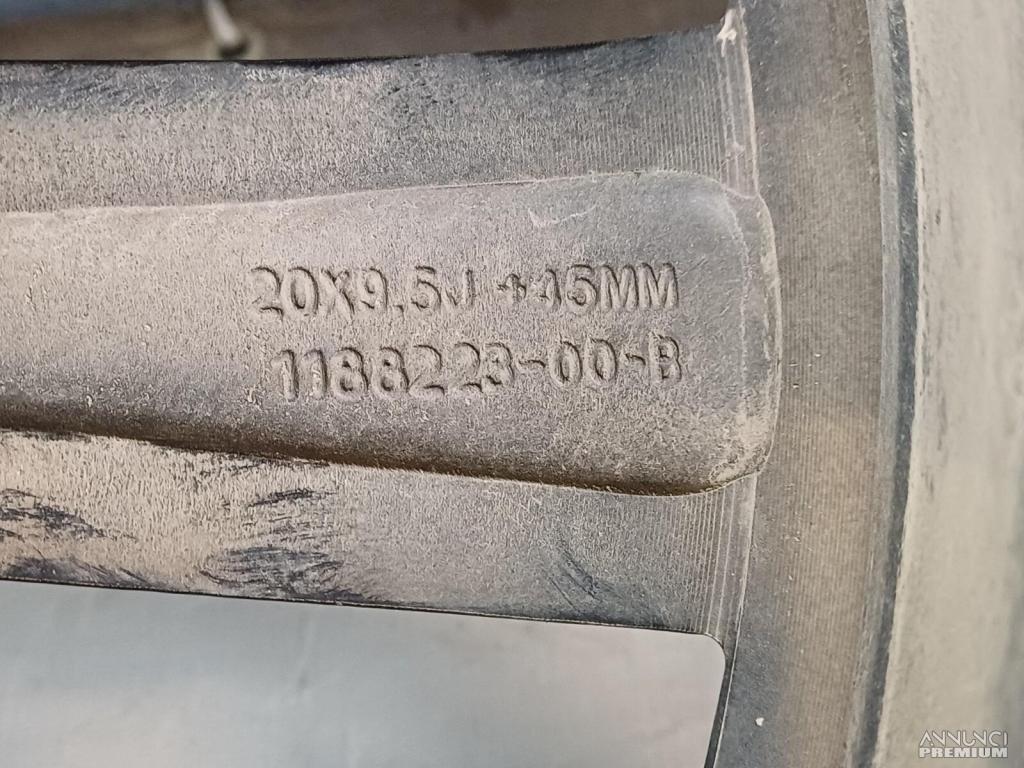 20X9.5J +45MM
1188223-00-B
ANNUNCI
PREMIUM